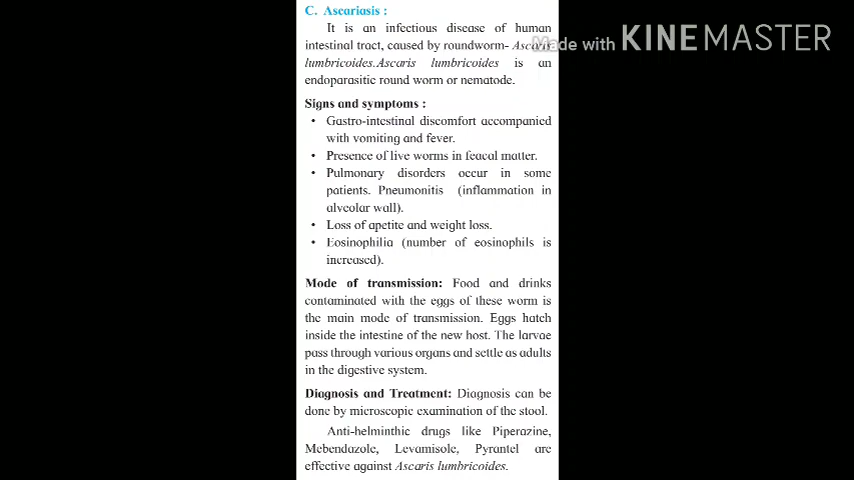 C. Ascariasis :
It is an infectious disease of human
intestinal tract, caused by roundworm- Ascaris
lumbricoides.Ascaris lumbricoides is an
endoparasitic round worm or nematode.
Signs and symptoms :
• Gastro-intestinal discomfort accompanied
with vomiting and fever.
• Presence of live worms in feacal matter.
• Pulmonary disorders occur in some
patients. Pneumonitis (inflammation in
alveolar wall).
• Loss of apetite and weight loss.
• Eosinophilia (number of eosinophils is
increased).
Mode of transmission: Food and drinks
contaminated with the eggs of these worm is
the main mode of transmission. Eggs hatch
inside the intestine of the new host. The larvae
pass through various organs and settle as adults
in the digestive system.
Diagnosis and Treatment: Diagnosis can be
done by microscopic examination of the stool.
Anti-helminthic drugs like Piperazine,
Mebendazole, Levamisole, Pyrantel are
effective against Ascaris lumbricoides.
Made with KINEMASTER